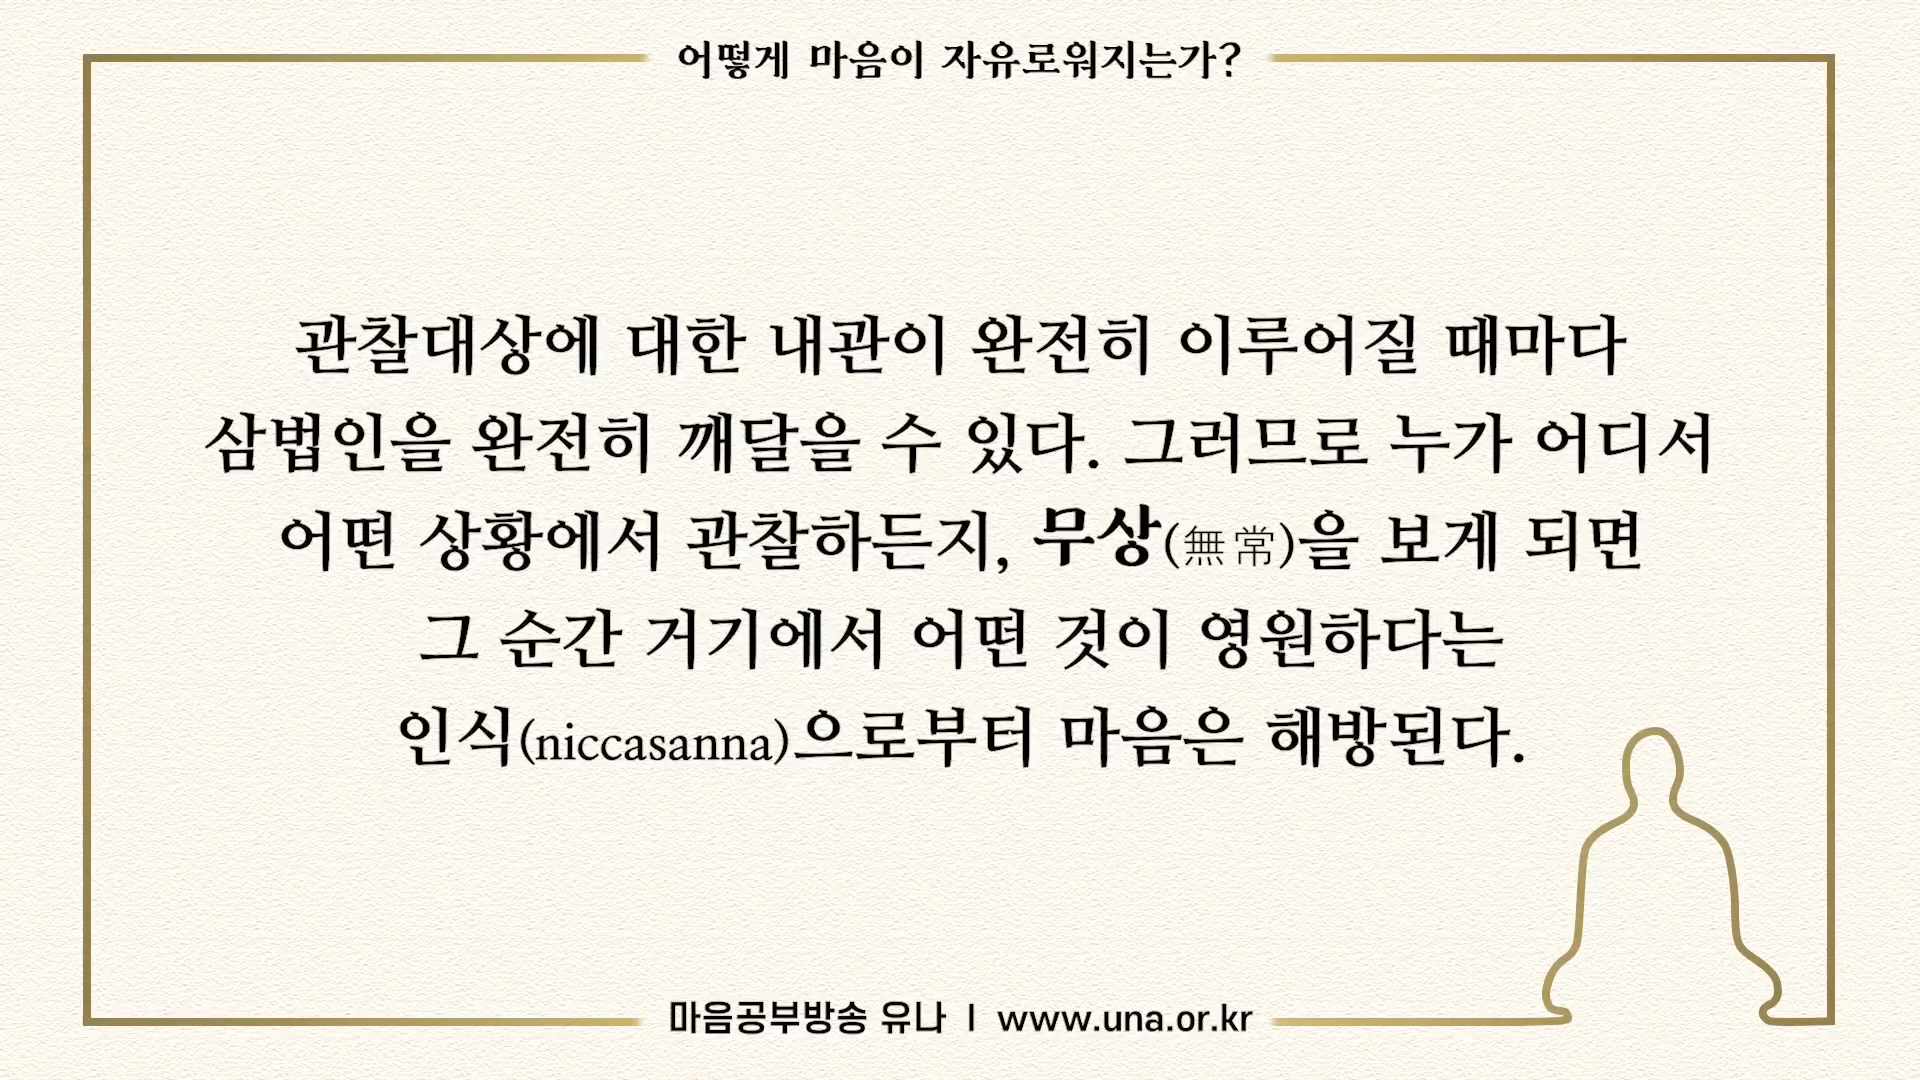 어떻게 마음이 자유로워지는가?
관찰대상에 대한 내관이 완전히 이루어질 때마다
삼법인을 완전히 깨달을 수 있다. 그러므로 누가 어디서
어떤 상황에서 관찰하든지, 무상(無常)을 보게 되면
그 순간 거기에서 어떤 것이 영원하다는
인식(niccasanna)으로부터 마음은 해방된다.
마음공부방송 유나 | www.una.or.kr